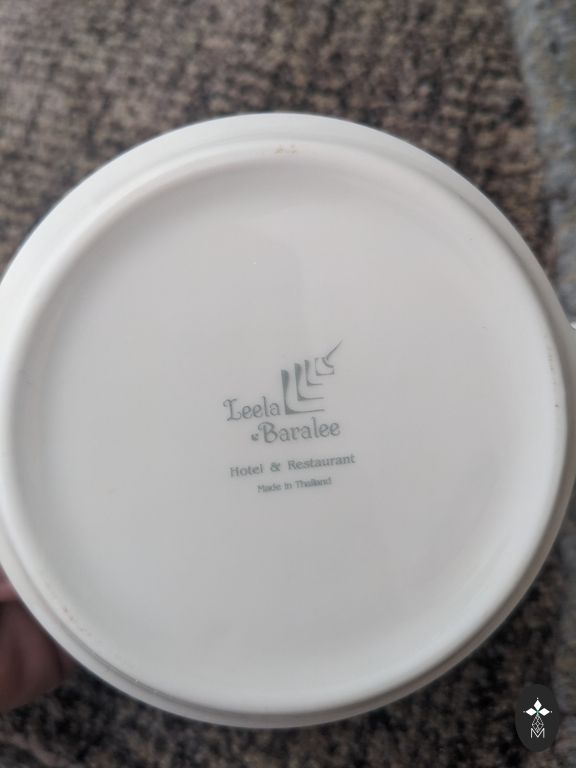 Leela
Baralee
Hotel & Restaurant
Made in Thailand
M